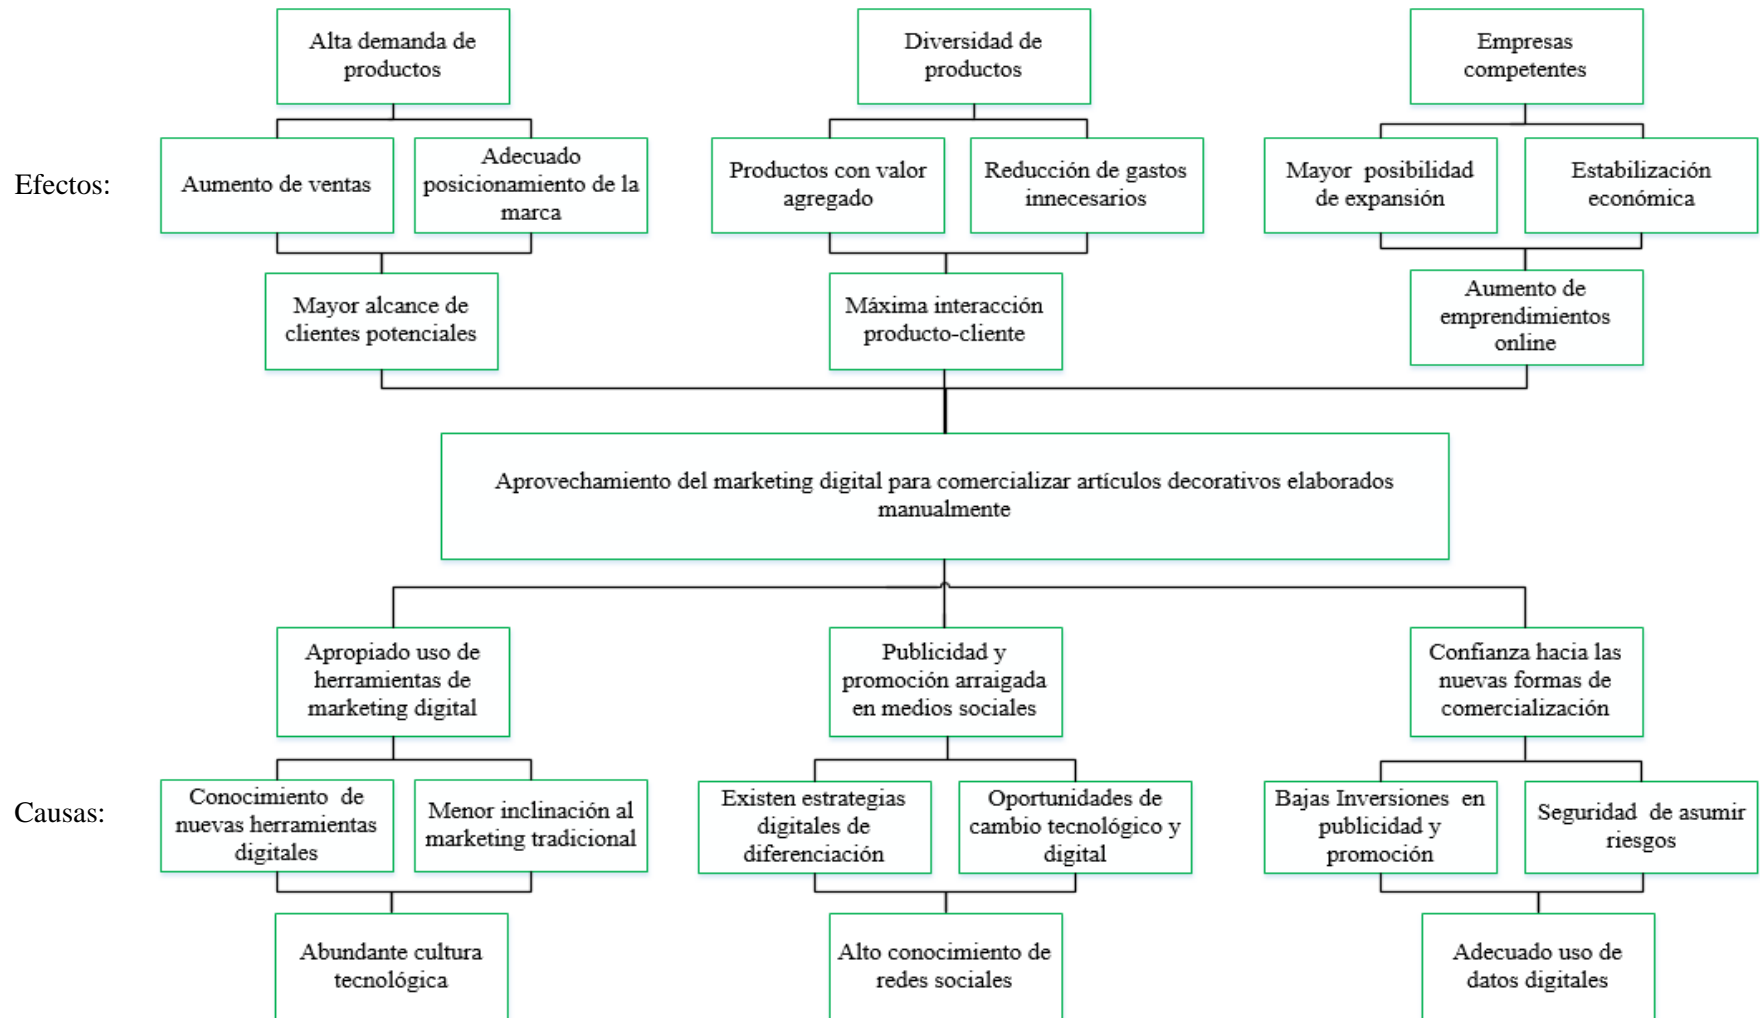 Alta demanda de
productos
Diversidad de
productos
Empresas
competentes
Efectos:
Aumento de ventas
Adecuado
posicionamiento de la
marca
Productos con valor
agregado
Reducción de gastos
innecesarios
Mayor posibilidad
de expansión
Estabilización
económica
Mayor alcance de
clientes potenciales
Máxima interacción
producto-cliente
Aumento de
emprendimientos
online
Aprovechamiento del marketing digital para comercializar artículos decorativos elaborados
manualmente
Apropiado uso de
herramientas de
marketing digital
Publicidad y
promoción arraigada
en medios sociales
Confianza hacia las
nuevas formas de
comercialización
Causas:
Conocimiento de
nuevas herramientas
digitales
Menor inclinación al
marketing tradicional
Existen estrategias
digitales de
diferenciación
Oportunidades de
cambio tecnológico y
digital
Bajas Inversiones en
publicidad y
promoción
Seguridad de asumir
riesgos
Abundante cultura
tecnológica
Alto conocimiento de
redes sociales
Adecuado uso de
datos digitales